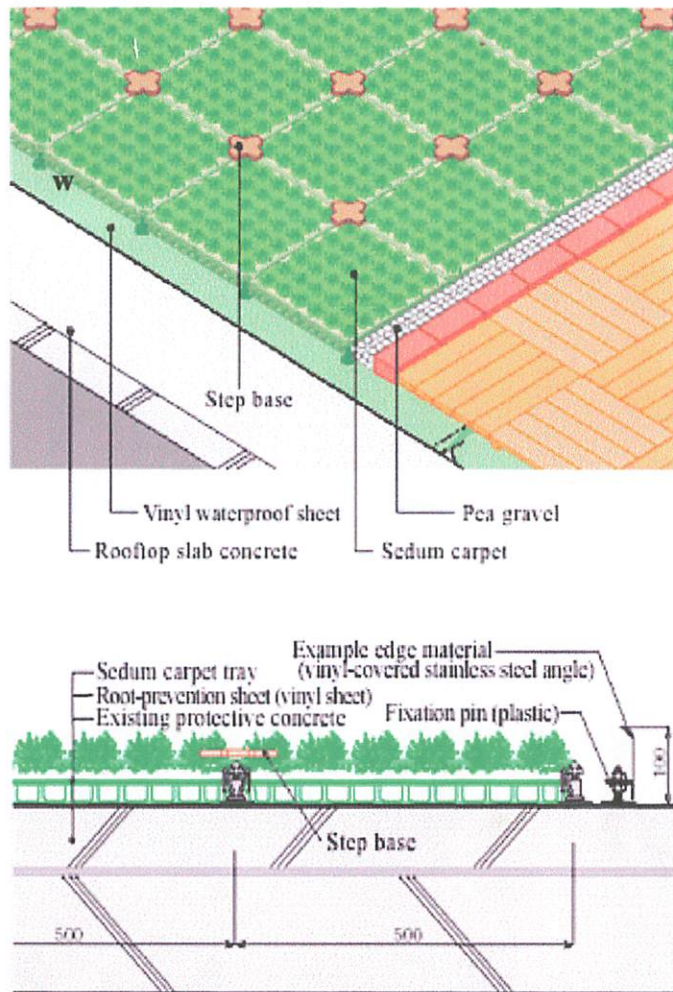 W
Step base
Vinyl waterproof sheet
Pea gravel
Rooftop slab concrete
Sedum carpet
Example edge material
(vinyl-covered stainless steel angle)
Sedum carpet tray
Root-prevention sheet (vinyl sheet)
Existing protective concrete
Fixation pin (plastic)
100
Step base
500
500